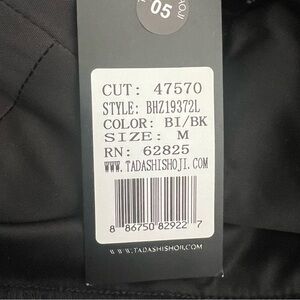 05
CUT: 47570
STYLE: BHZ19372L
COLOR: BI/BK
SIZE: M
RN: 62825
WWW.TADASHISHOJI.COM
8 86750 82922 7
WWW.TADASHISHOJI.COM